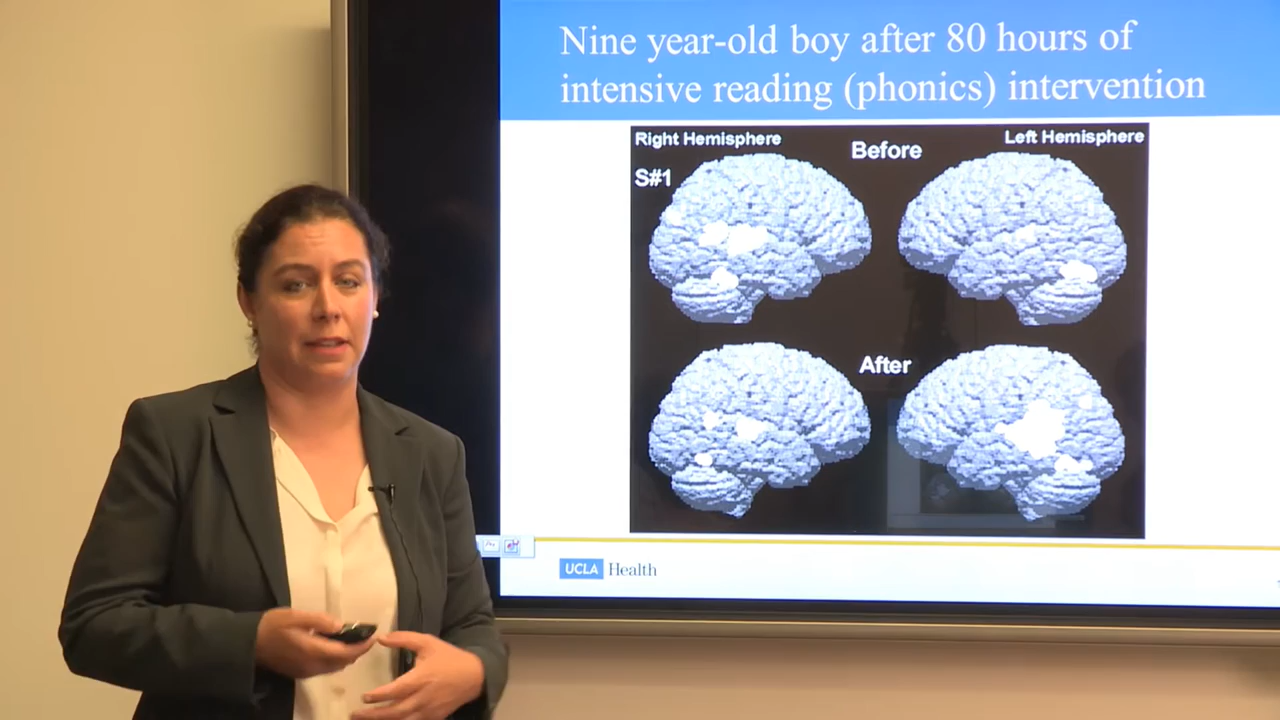 Nine year-old boy after 80 hours of
intensive reading (phonics) intervention
Right Hemisphere
Before
Left Hemisphere
S#1
After
UCLA Health